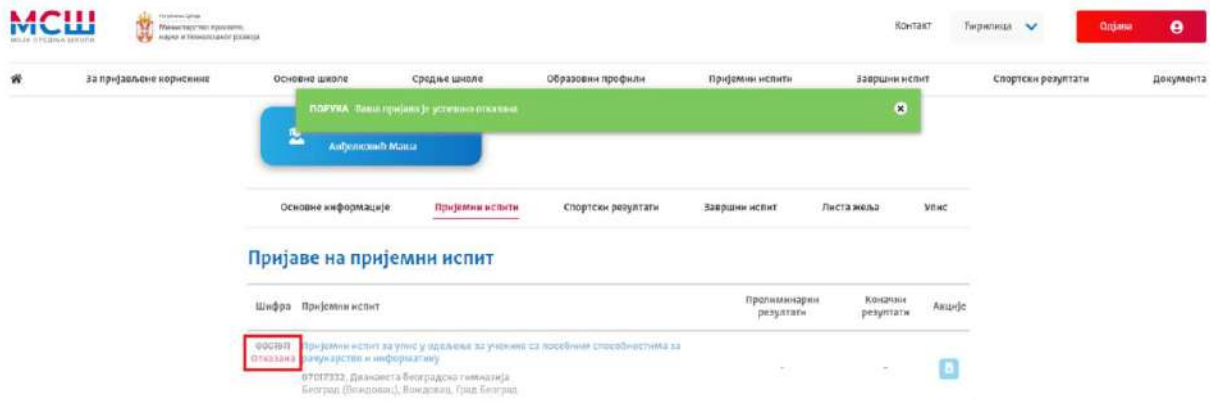 МСШ
МОЈА СРЕДЊА ШКОЛА
Министарство просвете,
науке и технолошког развоја
Контакт
Ћирилица
Одјава
За пријављене кориснике
Основне школе
Средње школе
Образовни профили
Пријемни испити
Завршни испит
Спортски резултати
Документа
ПОРУКА Ваша пријава је успешно отказана
Анђелковић Маша
Основне информације
Пријемни испити
Спортски резултати
Завршни испит
Листа жеља
Упис
Пријаве на пријемни испит
Шифра
Пријемни испит
Прелиминарни
резултати
Коначни
резултати
Акције
Отказана
Пријемни испит за упис у одељење за ученике са посебним способностима за
рачунарство и информатику
Београд (Вождовац), Вождовац, Град Београд
-
-